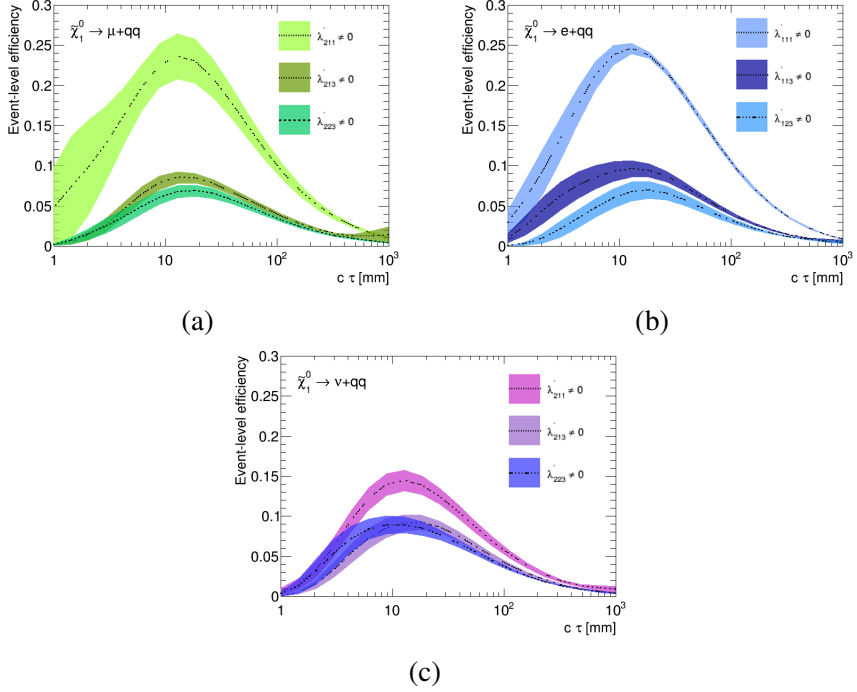 Event-level efficiency
0.3
0.25
0.2
0.15
0.1
0.05
0
χ̃₁⁰ → μ+qq
λ'₂₁₁ ≠ 0
λ'₂₁₃ ≠ 0
λ'₂₂₃ ≠ 0
1 10 10² 10³
c τ [mm]
(a)
Event-level efficiency
0.3
0.25
0.2
0.15
0.1
0.05
0
χ̃₁⁰ → e+qq
λ'₁₁₁ ≠ 0
λ'₁₁₃ ≠ 0
λ'₁₂₃ ≠ 0
1 10 10² 10³
c τ [mm]
(b)
Event-level efficiency
0.3
0.25
0.2
0.15
0.1
0.05
0
χ̃₁⁰ → ν+qq
λ'₂₁₁ ≠ 0
λ'₂₁₃ ≠ 0
λ'₂₂₃ ≠ 0
1 10 10² 10³
c τ [mm]
(c)